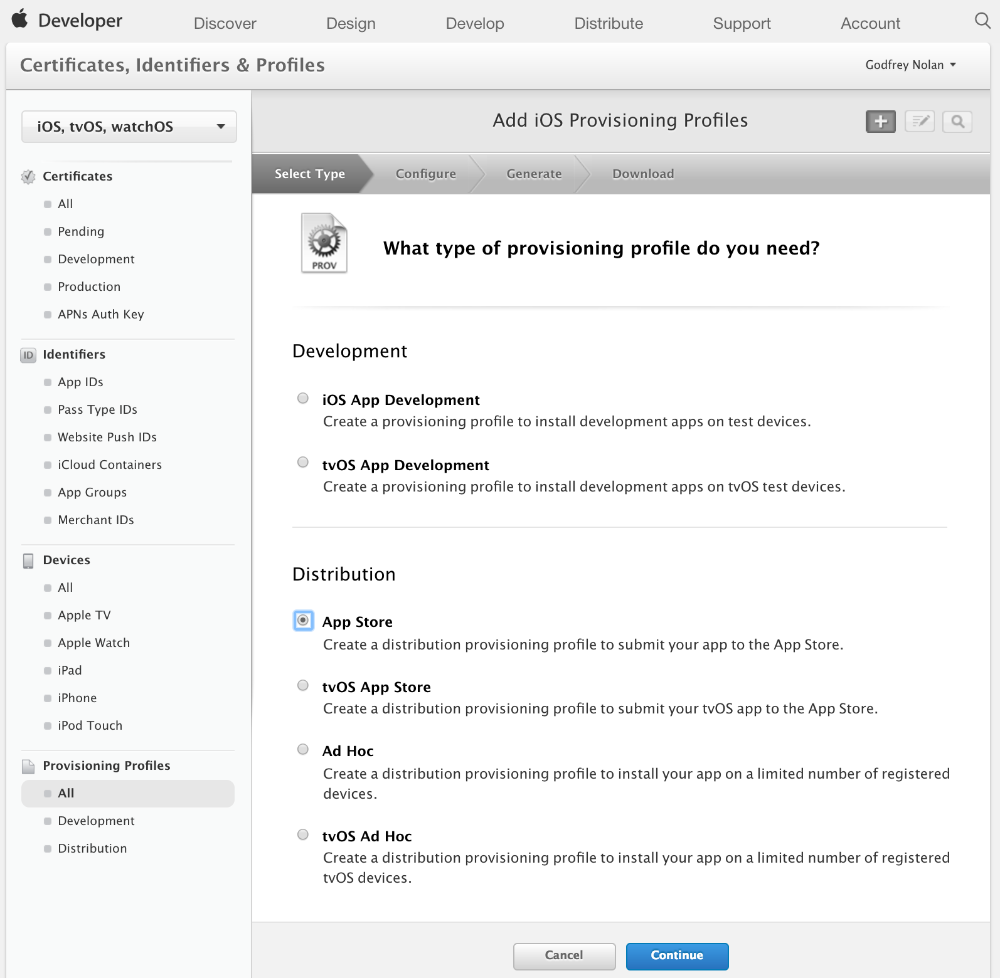 Developer Discover Design Develop Distribute Support Account
Certificates, Identifiers & Profiles
Godfrey Nolan
iOS, tvOS, watchOS
Certificates
All
Pending
Development
Production
APNs Auth Key
ID Identifiers
App IDs
Pass Type IDs
Website Push IDs
iCloud Containers
App Groups
Merchant IDs
Devices
All
Apple TV
Apple Watch
iPad
iPhone
iPod Touch
Provisioning Profiles
All
Development
Distribution
Add iOS Provisioning Profiles
Select Type Configure Generate Download
PROV
What type of provisioning profile do you need?
Development
iOS App Development
Create a provisioning profile to install development apps on test devices.
tvOS App Development
Create a provisioning profile to install development apps on tvOS test devices.
Distribution
App Store
Create a distribution provisioning profile to submit your app to the App Store.
tvOS App Store
Create a distribution provisioning profile to submit your tvOS app to the App Store.
Ad Hoc
Create a distribution provisioning profile to install your app on a limited number of registered
devices.
tvOS Ad Hoc
Create a distribution provisioning profile to install your app on a limited number of registered
tvOS devices.
Cancel Continue